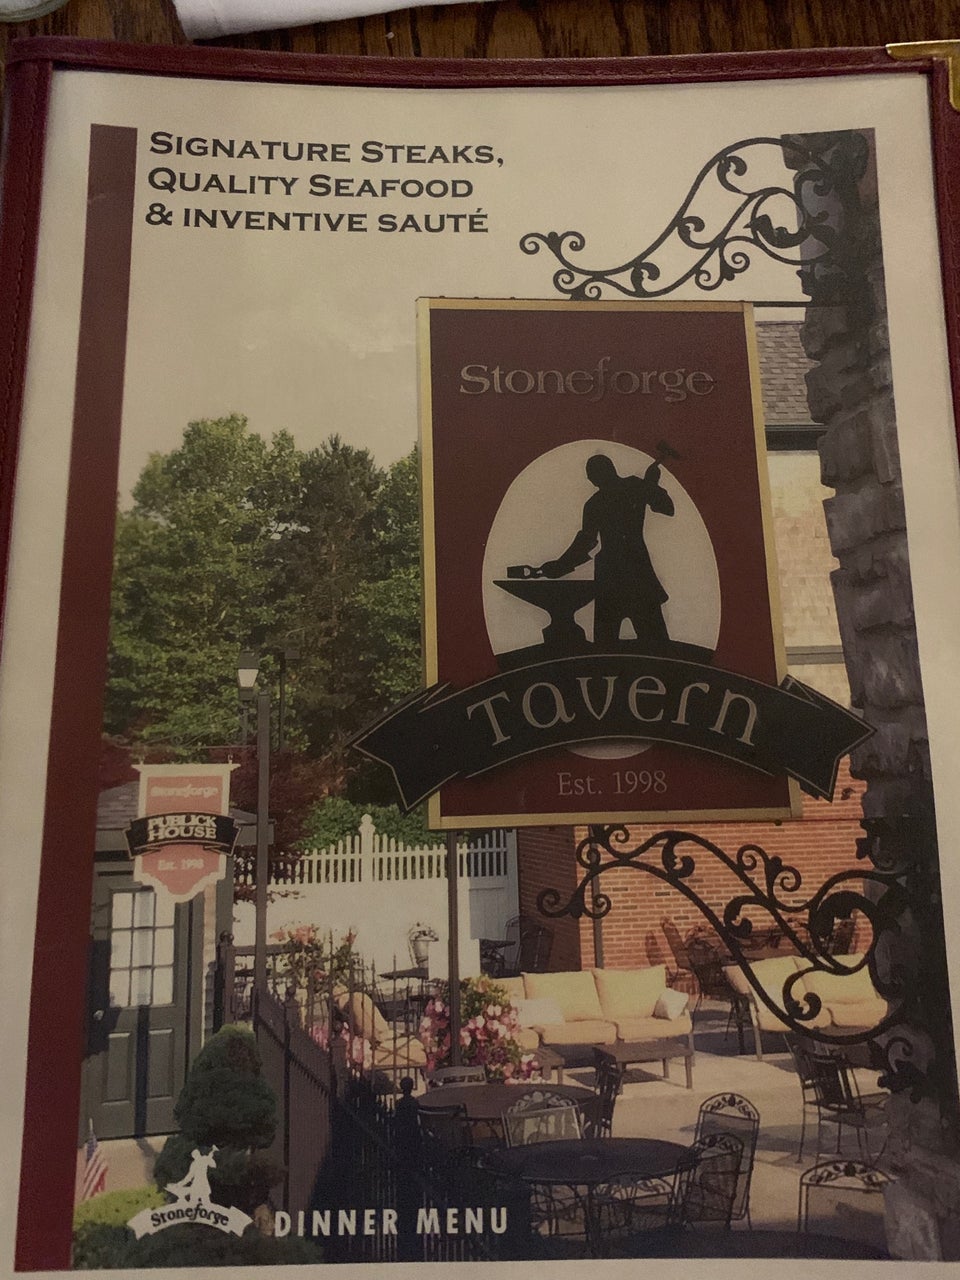 SIGNATURE STEAKS,
QUALITY SEAFOOD
& INVENTIVE SAUTÉ
Stoneforge
Tavern
Est. 1998
Stoneforge
PUBLICK
HOUSE
Est. 1998
Stoneforge
DINNER MENU